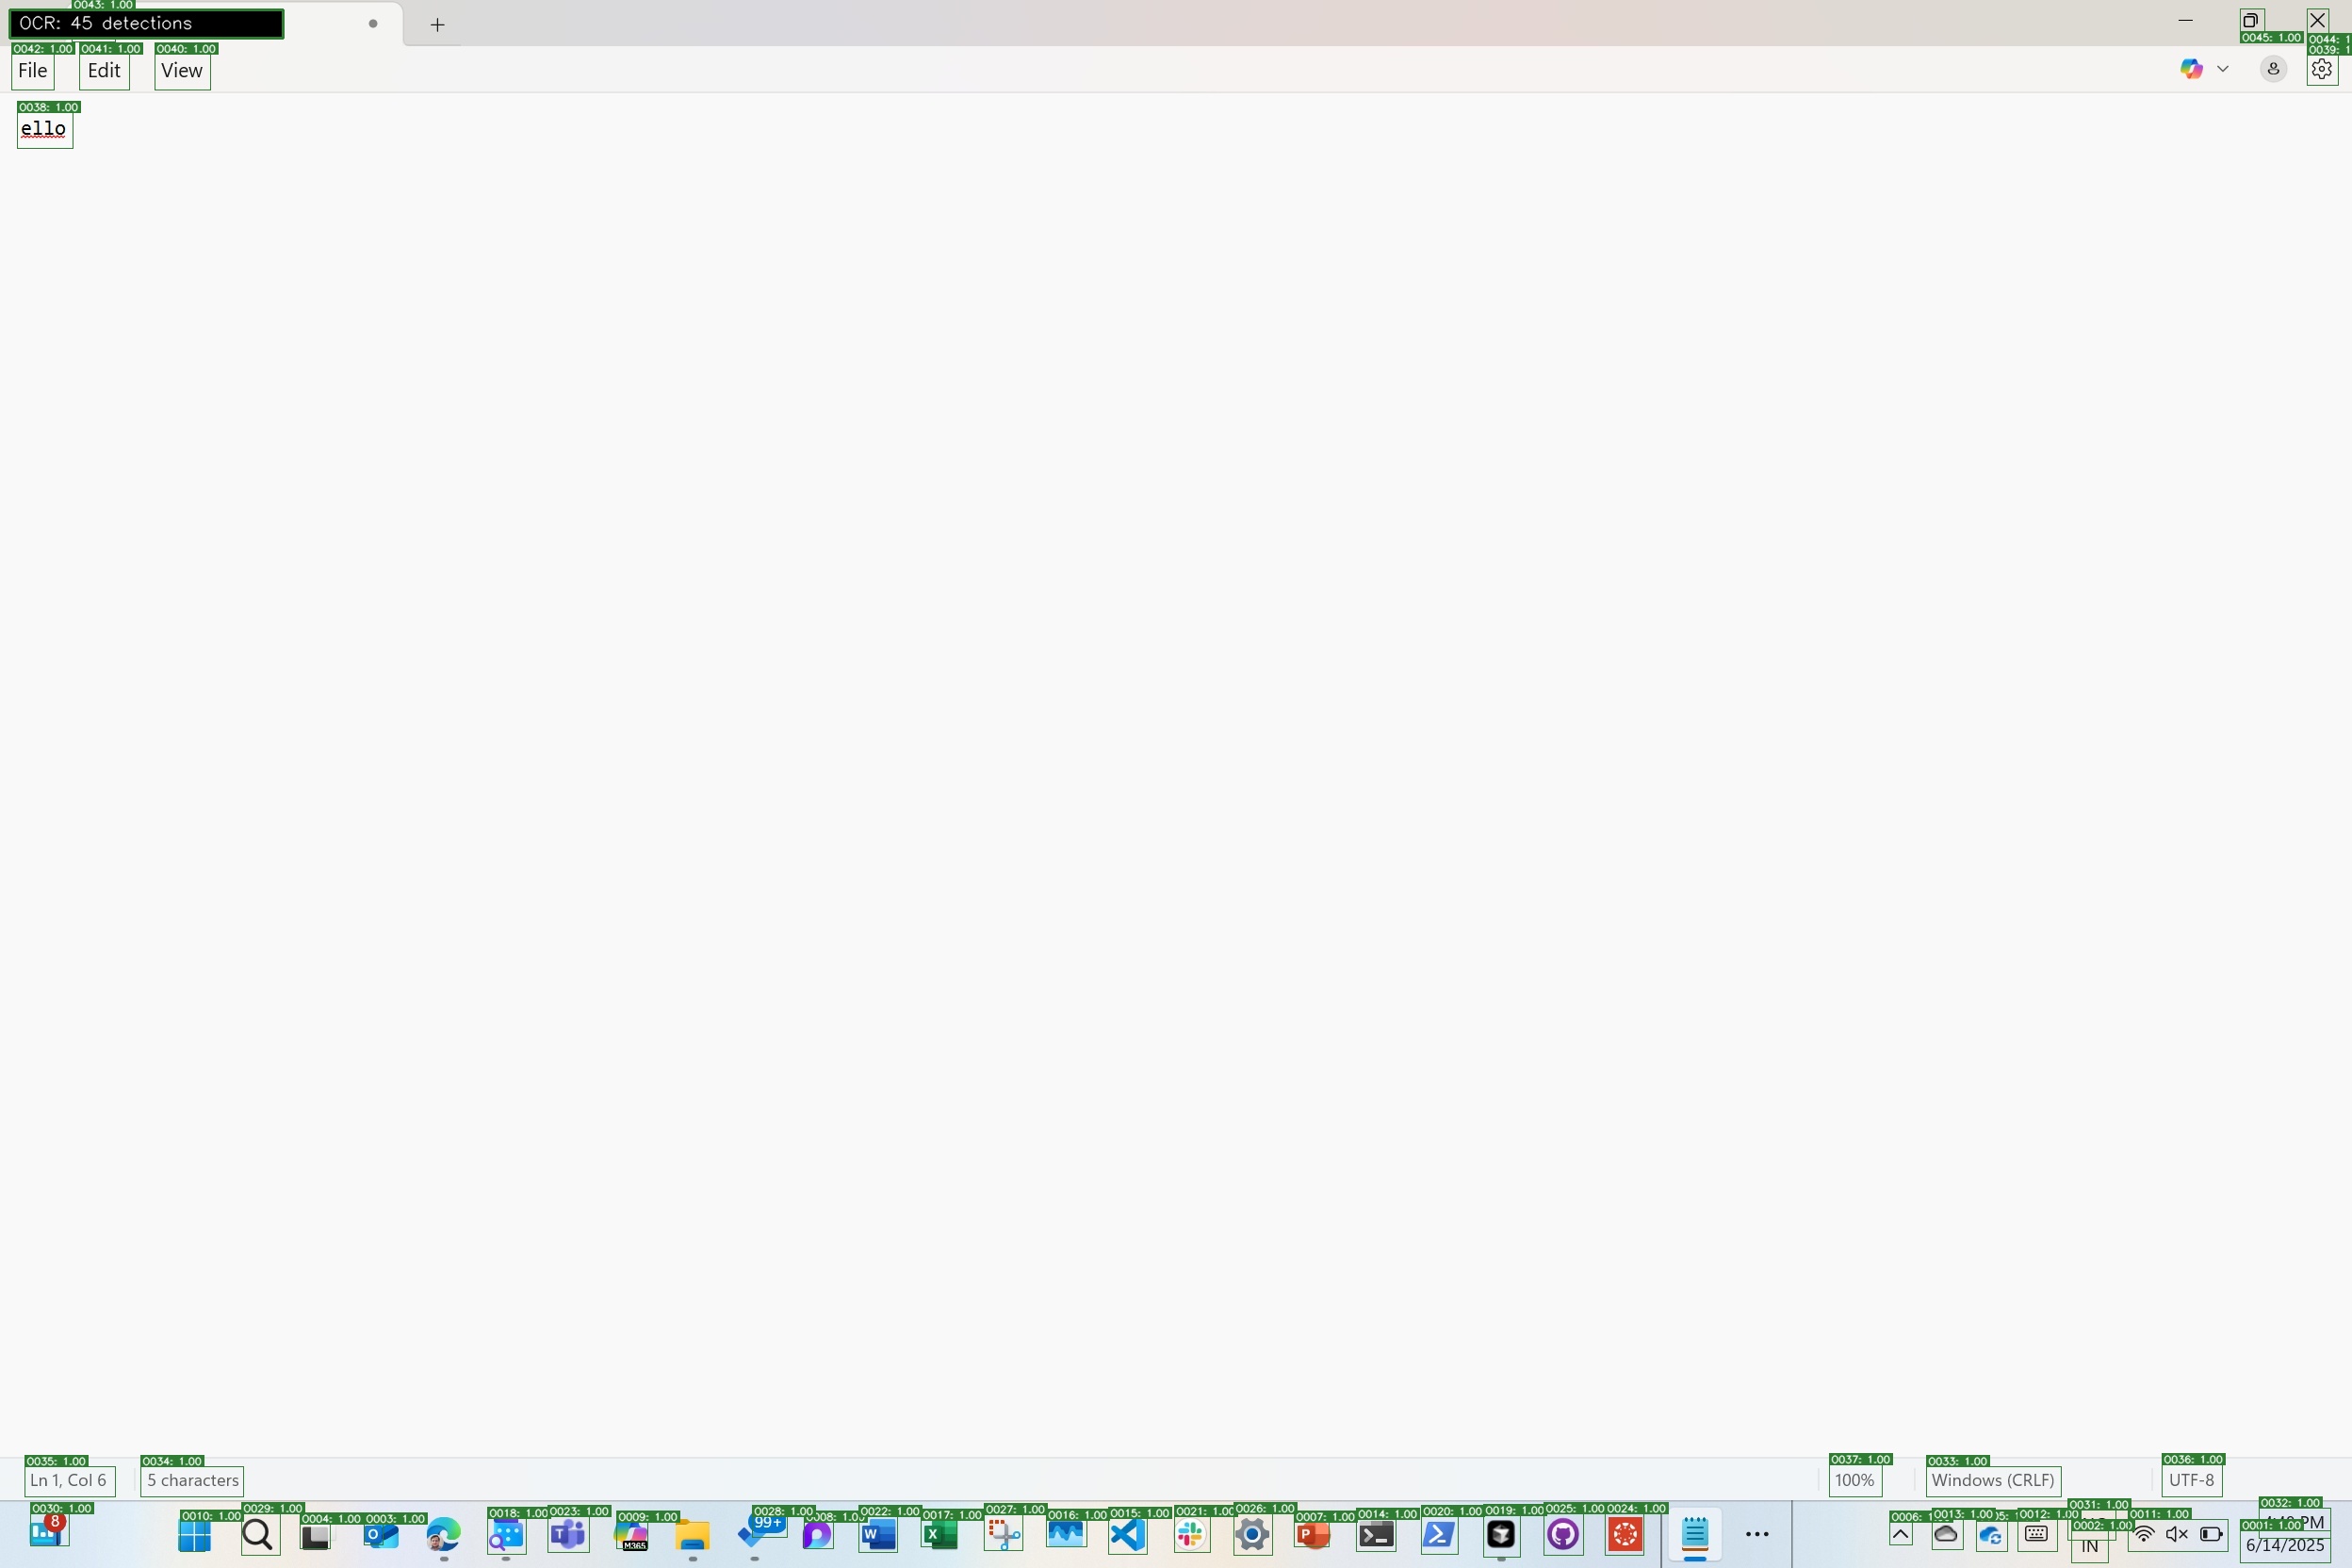 0043: 1.00
OCR: 45 detections
0045: 1.00
0044: 1
0042: 1.00 0041: 1.00 0040: 1.00
0039: 1
File Edit View
0038: 1.00
ello
0035: 1.00 0034: 1.00 0037: 1.00 0033: 1.00 0036: 1.00
Ln 1, Col 6 5 characters 100% Windows (CRLF) UTF-8
0030: 1.00 0010: 1.00 0029: 1.00 0004: 1.00 0003: 1.00 0018: 1.00 0023: 1.00 0009: 1.00 0028: 1.00 008: 1.0 0022: 1.00 0017: 1.00 0027: 1.00 0016: 1.00 0015: 1.00 0021: 1.00 0026: 1.00 0007: 1.00 0014: 1.00 0020: 1.00 0019: 1.00 0025: 1.00 0024: 1.00 0006: 1 0013: 1.00 0012: 1.00 0031: 1.00 0011: 1.00 0032: 1.00
8 99+ M365 PM
0002: 1.00 0001: 1.00
IN 6/14/2025